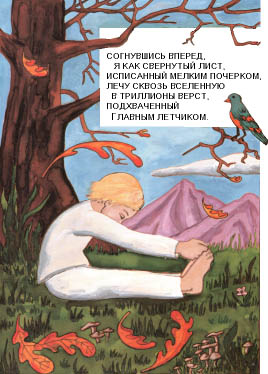 СОГНУВШИСЬ ВПЕРЕД,
Я КАК СВЕРНУТЫЙ ЛИСТ,
ИСПИСАННЫЙ МЕЛКИМ ПОЧЕРКОМ,
ЛЕЧУ СКВОЗЬ ВСЕЛЕННУЮ
В ТРИЛЛИОНЫ ВЕРСТ,
ПОДХВАЧЕННЫЙ
ГЛАВНЫМ ЛЕТЧИКОМ.